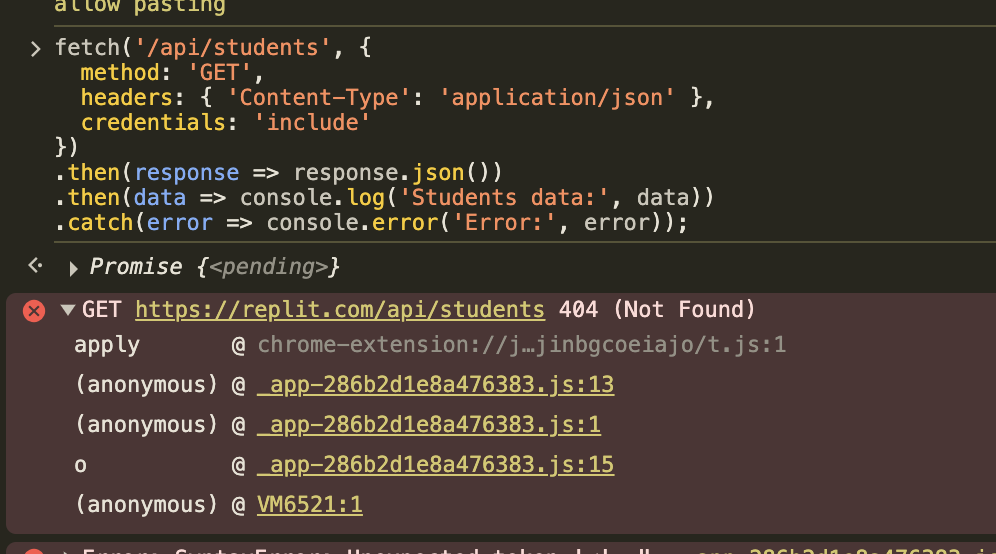 allow pasting
fetch('/api/students', {
method: 'GET',
headers: { 'Content-Type': 'application/json' },
credentials: 'include'
})
.then(response => response.json())
.then(data => console.log('Students data:', data))
.catch(error => console.error('Error:', error));
Promise {<pending>}
GET https://replit.com/api/students 404 (Not Found)
apply @ chrome-extension://j…jinbgcoeiajo/t.js:1
(anonymous) @ _app-286b2d1e8a476383.js:13
(anonymous) @ _app-286b2d1e8a476383.js:1
o @ _app-286b2d1e8a476383.js:15
(anonymous) @ VM6521:1